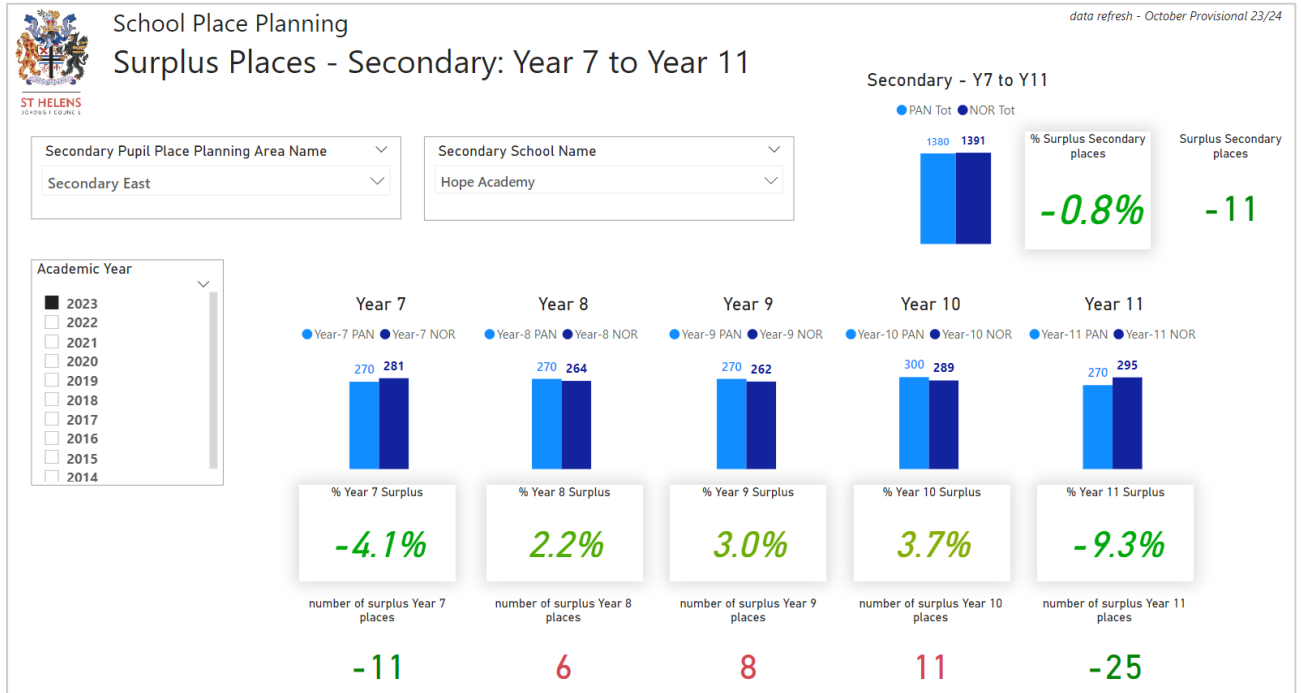 data refresh - October Provisional 23/24
School Place Planning
Surplus Places - Secondary: Year 7 to Year 11
ST HELENS
BOROUGH COUNCIL
Secondary - Y7 to Y11
PAN Tot NOR Tot
1380 1391
% Surplus Secondary
places
-0.8%
Surplus Secondary
places
-11
Secondary Pupil Place Planning Area Name
Secondary East
Secondary School Name
Hope Academy
Academic Year
2023
2022
2021
2020
2019
2018
2017
2016
2015
2014
Year 7
Year-7 PAN Year-7 NOR
270 281
% Year 7 Surplus
-4.1%
number of surplus Year 7
places
-11
Year 8
Year-8 PAN Year-8 NOR
270 264
% Year 8 Surplus
2.2%
number of surplus Year 8
places
6
Year 9
Year-9 PAN Year-9 NOR
270 262
% Year 9 Surplus
3.0%
number of surplus Year 9
places
8
Year 10
Year-10 PAN Year-10 NOR
300 289
% Year 10 Surplus
3.7%
number of surplus Year 10
places
11
Year 11
Year-11 PAN Year-11 NOR
270 295
% Year 11 Surplus
-9.3%
number of surplus Year 11
places
-25